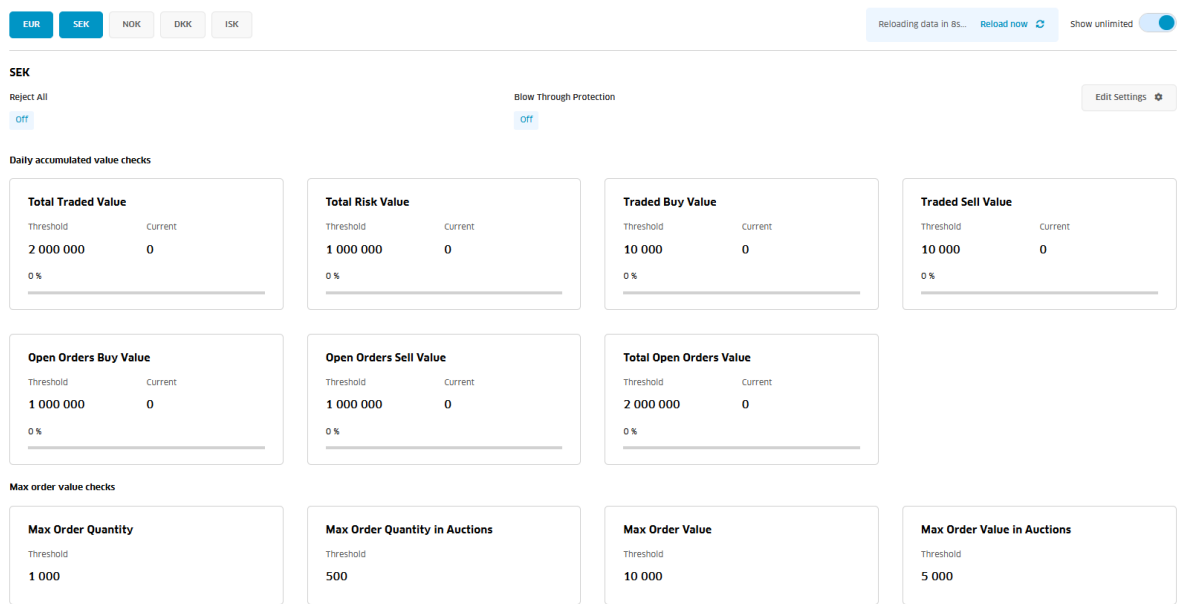 EUR SEK NOK DKK ISK Reloading data in 8s... Reload now Show unlimited
SEK
Reject All Blow Through Protection Edit Settings
Off Off
Daily accumulated value checks
Total Traded Value Total Risk Value Traded Buy Value Traded Sell Value
Threshold Current Threshold Current Threshold Current Threshold Current
2 000 000 0 1 000 000 0 10 000 0 10 000 0
0 % 0 % 0 % 0 %
Open Orders Buy Value Open Orders Sell Value Total Open Orders Value
Threshold Current Threshold Current Threshold Current
1 000 000 0 1 000 000 0 2 000 000 0
0 % 0 % 0 %
Max order value checks
Max Order Quantity Max Order Quantity in Auctions Max Order Value Max Order Value in Auctions
Threshold Threshold Threshold Threshold
1 000 500 10 000 5 000